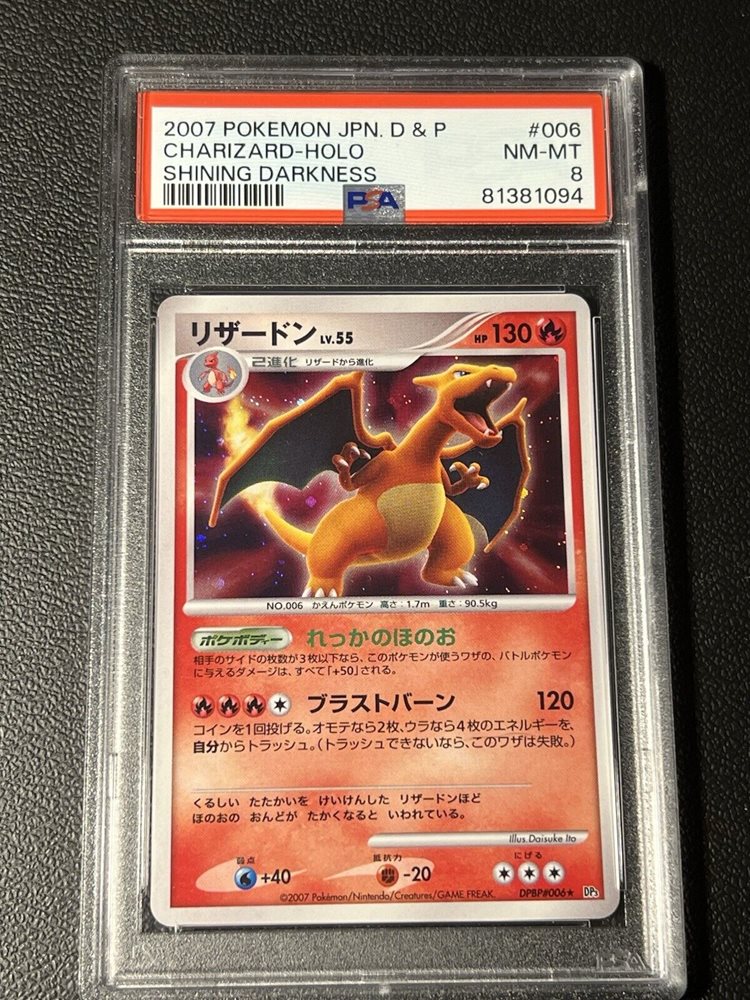 2007 POKEMON JPN. D & P #006
CHARIZARD-HOLO NM-MT
SHINING DARKNESS 8
PSA 81381094
リザードン LV.55 HP 130
2進化 リザードから進化
NO.006 かえんポケモン 高さ:1.7m 重さ:90.5kg
ポケボディー れっかのほのお
相手のサイドの枚数が3枚以下なら、このポケモンが使うワザの、バトルポケモン
に与えるダメージは、すべて「+50」される。
ブラストバーン 120
コインを1回投げる。オモテなら2枚、ウラなら4枚のエネルギーを、
自分からトラッシュ。(トラッシュできないなら、このワザは失敗。)
くるしい たたかいを けいけんした リザードンほど
ほのおの おんどが たかくなると いわれている。
Illus. Daisuke Ito
弱点 抵抗力 にげる
+40 -20
©2007 Pokémon/Nintendo/Creatures/GAME FREAK. DPBP#006★ DP3